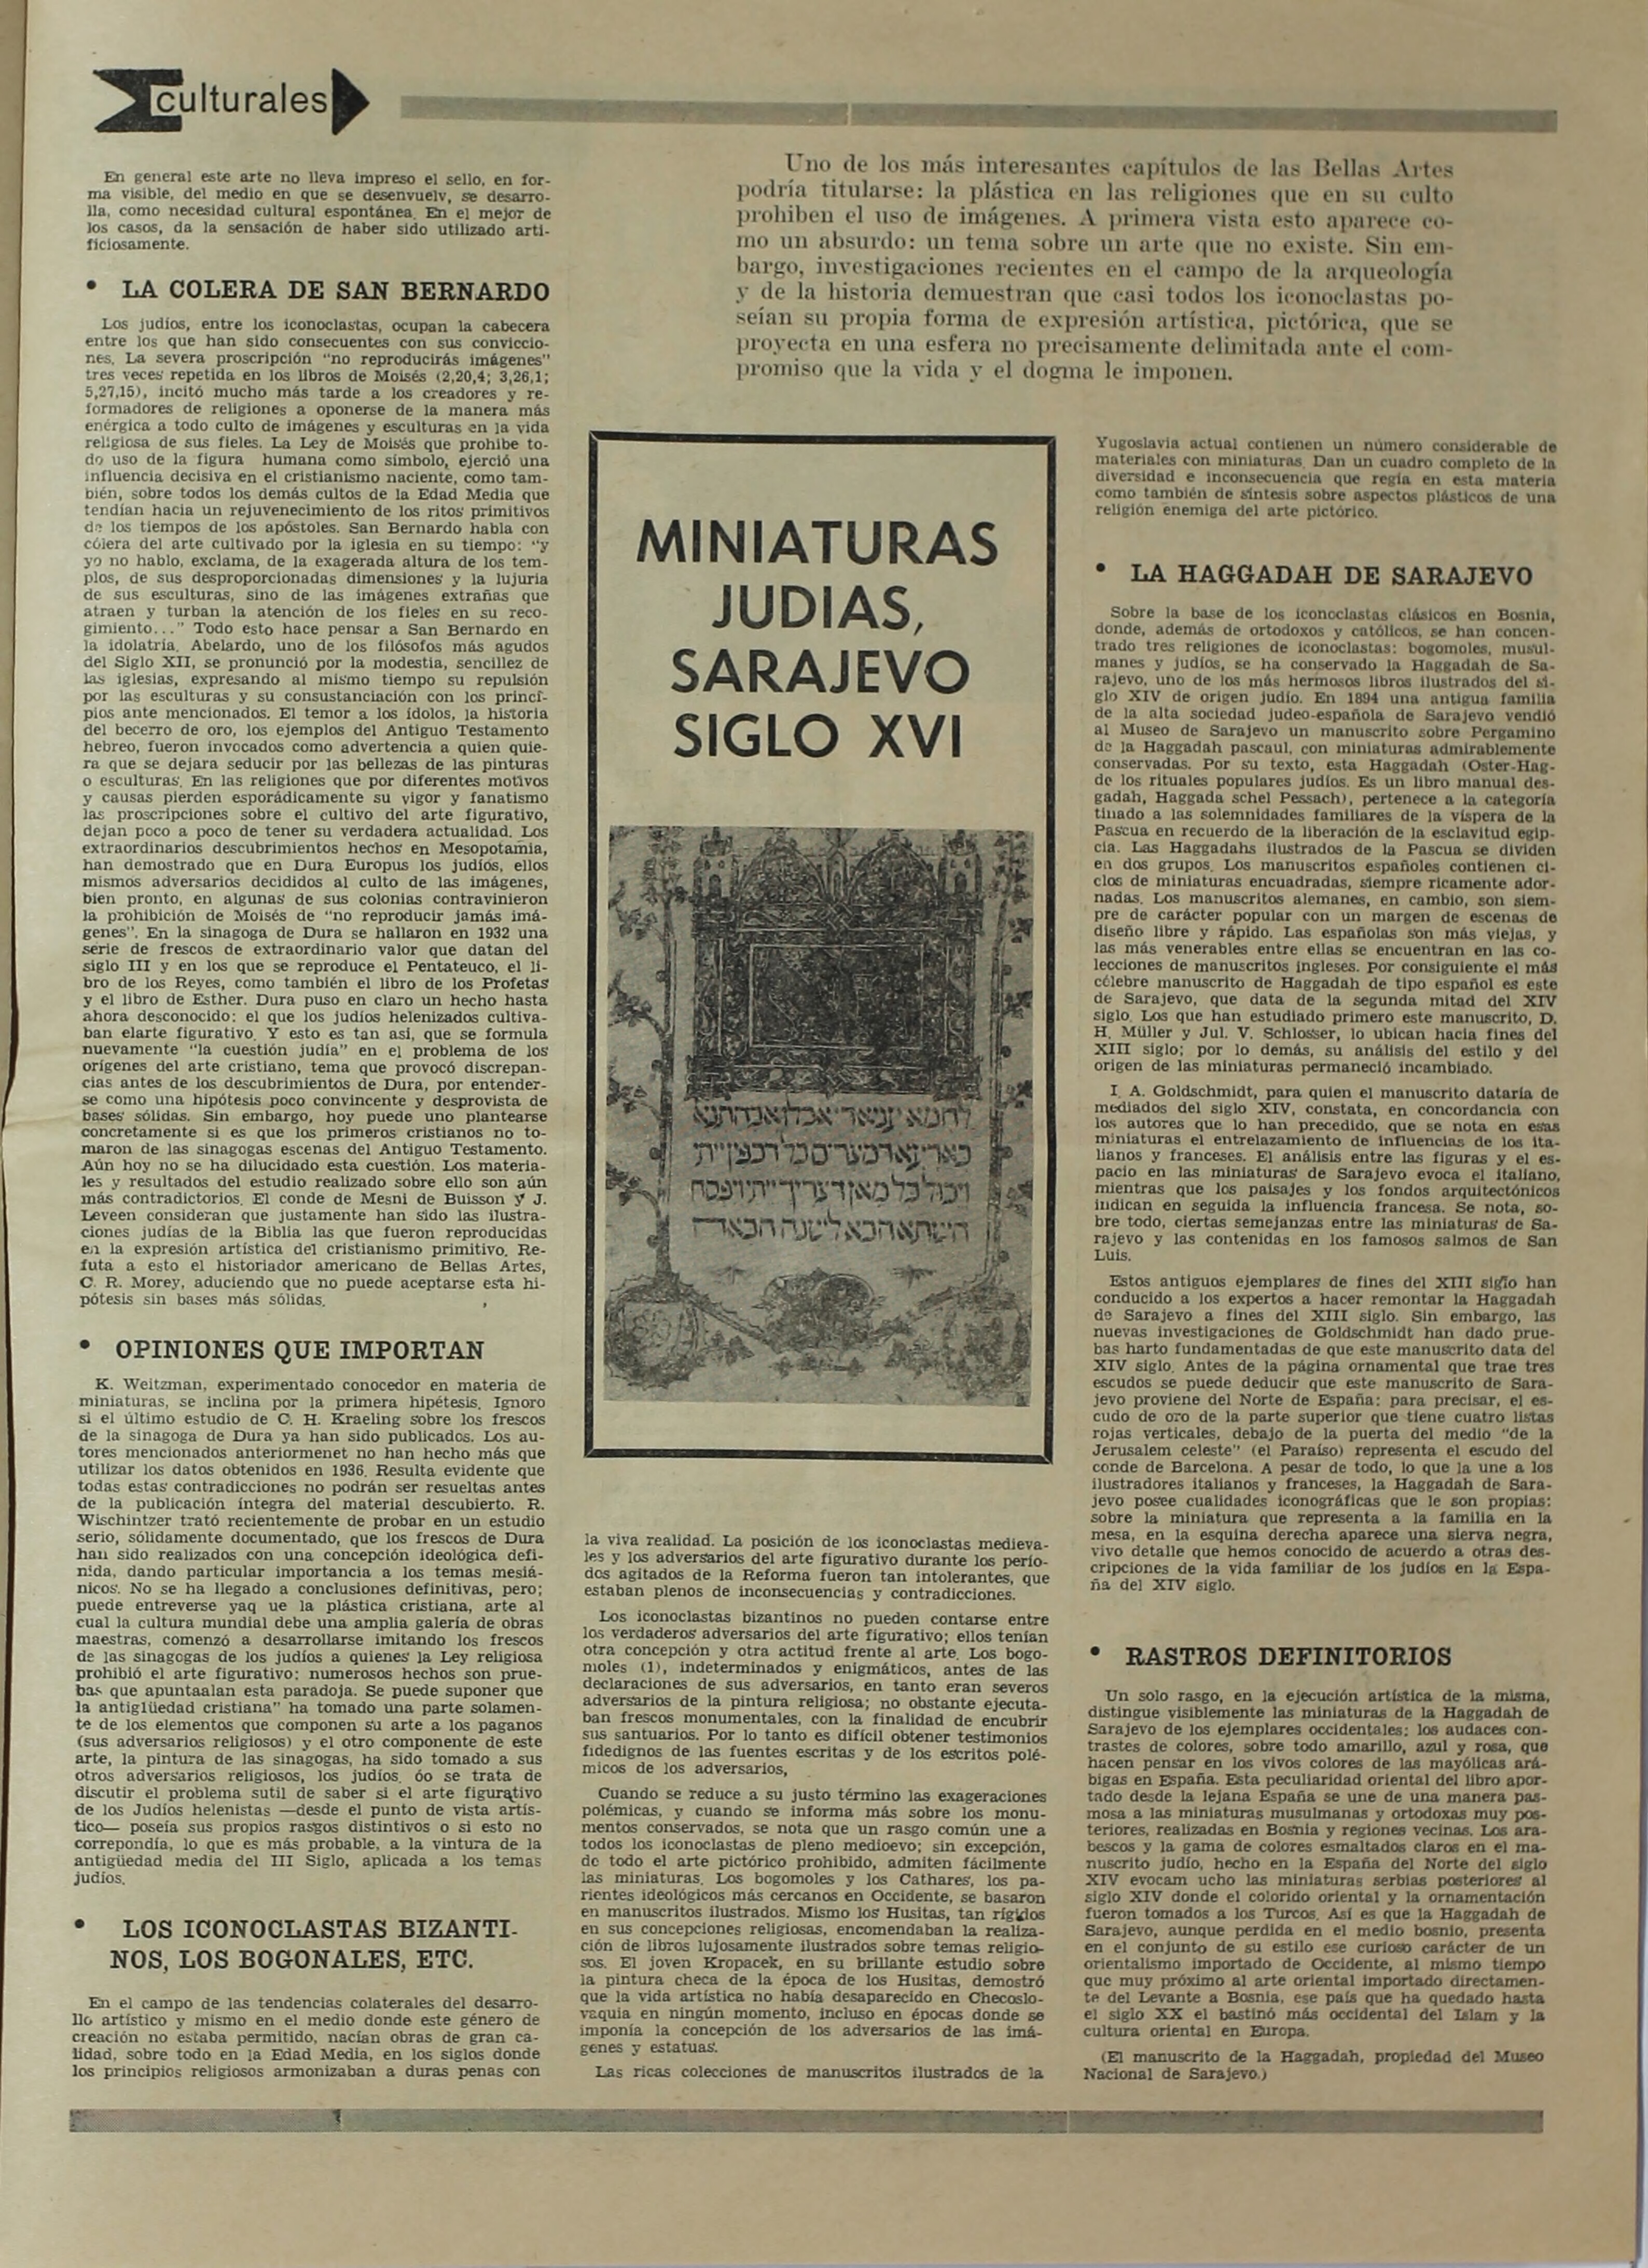 culturales
Uno de los más interesantes capítulos de las Bellas Artes
podría titularse: la plástica en las religiones que en su culto
prohiben el uso de imágenes. A primera vista esto aparece co-
mo un absurdo: un tema sobre un arte que no existe. Sin em-
bargo, investigaciones recientes en el campo de la arqueología
y de la historia demuestran que casi todos los iconoclastas po-
seían su propia forma de expresión artística, pictórica, que se
proyecta en una esfera no precisamente delimitada ante el com-
promiso que la vida y el dogma le imponen.
MINIATURAS
JUDIAS,
SARAJEVO
SIGLO XVI
En general este arte no lleva impreso el sello, en for-
ma visible, del medio en que se desenvuelv, se desarro-
lla, como necesidad cultural espontánea. En el mejor de
los casos, da la sensación de haber sido utilizado arti-
ficiosamente.
• LA COLERA DE SAN BERNARDO
Los judíos, entre los iconoclastas, ocupan la cabecera
entre los que han sido consecuentes con sus conviccio-
nes. La severa proscripción "no reproducirás imágenes"
tres veces repetida en los libros de Moisés (2,20,4; 3,26,1;
5,27,15), incitó mucho más tarde a los creadores y re-
formadores de religiones a oponerse de la manera más
enérgica a todo culto de imágenes y esculturas en la vida
religiosa de sus fieles. La Ley de Moisés que prohibe to-
do uso de la figura humana como símbolo, ejerció una
influencia decisiva en el cristianismo naciente, como tam-
bién, sobre todos los demás cultos de la Edad Media que
tendían hacia un rejuvenecimiento de los ritos primitivos
de los tiempos de los apóstoles. San Bernardo habla con
cólera del arte cultivado por la iglesia en su tiempo: "y
yo no hablo, exclama, de la exagerada altura de los tem-
plos, de sus desproporcionadas dimensiones y la lujuria
de sus esculturas, sino de las imágenes extrañas que
atraen y turban la atención de los fieles en su reco-
gimiento..." Todo esto hace pensar a San Bernardo en
la idolatría. Abelardo, uno de los filósofos más agudos
del Siglo XII, se pronunció por la modestia, sencillez de
las iglesias, expresando al mismo tiempo su repulsión
por las esculturas y su consustanciación con los princi-
pios ante mencionados. El temor a los ídolos, la historia
del becerro de oro, los ejemplos del Antiguo Testamento
hebreo, fueron invocados como advertencia a quien quie-
ra que se dejara seducir por las bellezas de las pinturas
o esculturas. En las religiones que por diferentes motivos
y causas pierden esporádicamente su vigor y fanatismo
las proscripciones sobre el cultivo del arte figurativo,
dejan poco a poco de tener su verdadera actualidad. Los
extraordinarios descubrimientos hechos en Mesopotamia,
han demostrado que en Dura Europus los judíos, ellos
mismos adversarios decididos al culto de las imágenes,
bien pronto, en algunas de sus colonias contravinieron
la prohibición de Moisés de "no reproducir jamás imá-
genes". En la sinagoga de Dura se hallaron en 1932 una
serie de frescos de extraordinario valor que datan del
siglo III y en los que se reproduce el Pentateuco, el li-
bro de los Reyes, como también el libro de los Profetas
y el libro de Esther. Dura puso en claro un hecho hasta
ahora desconocido: el que los judíos helenizados cultiva-
ban elarte figurativo. Y esto es tan así, que se formula
nuevamente "la cuestión judía" en el problema de los
orígenes del arte cristiano, tema que provocó discrepan-
cias antes de los descubrimientos de Dura, por entender-
se como una hipótesis poco convincente y desprovista de
bases sólidas. Sin embargo, hoy puede uno plantearse
concretamente si es que los primeros cristianos no to-
maron de las sinagogas escenas del Antiguo Testamento.
Aún hoy no se ha dilucidado esta cuestión. Los materia-
les y resultados del estudio realizado sobre ello son aún
más contradictorios. El conde de Mesni de Buisson y J.
Leveen consideran que justamente han sido las ilustra-
ciones judías de la Biblia las que fueron reproducidas
en la expresión artística del cristianismo primitivo. Re-
futa a esto el historiador americano de Bellas Artes,
C. R. Morey, aduciendo que no puede aceptarse esta hi-
pótesis sin bases más sólidas.
• OPINIONES QUE IMPORTAN
K. Weitzman, experimentado conocedor en materia de
miniaturas, se inclina por la primera hipétesis. Ignoro
si el último estudio de C. H. Kraeling sobre los frescos
de la sinagoga de Dura ya han sido publicados. Los au-
tores mencionados anteriormenet no han hecho más que
utilizar los datos obtenidos en 1936. Resulta evidente que
todas estas contradicciones no podrán ser resueltas antes
de la publicación íntegra del material descubierto. R.
Wischintzer trató recientemente de probar en un estudio
serio, sólidamente documentado, que los frescos de Dura
han sido realizados con una concepción ideológica defi-
nida, dando particular importancia a los temas mesiá-
nicos. No se ha llegado a conclusiones definitivas, pero;
puede entreverse yaq ue la plástica cristiana, arte al
cual la cultura mundial debe una amplia galería de obras
maestras, comenzó a desarrollarse imitando los frescos
de las sinagogas de los judíos a quienes la Ley religiosa
prohibió el arte figurativo; numerosos hechos son prue-
bas que apuntaalan esta paradoja. Se puede suponer que
la antiglüedad cristiana" ha tomado una parte solamen-
te de los elementos que componen su arte a los paganos
(sus adversarios religiosos) y el otro componente de este
arte, la pintura de las sinagogas, ha sido tomado a sus
otros adversarios religiosos, los judíos. óo se trata de
discutir el problema sutil de saber si el arte figurativo
de los Judíos helenistas —desde el punto de vista artís-
tico— poseía sus propios rasgos distintivos o si esto no
correpondía, lo que es más probable, a la vintura de la
antigüedad media del III Siglo, aplicada a los temas
judíos.
• LOS ICONOCLASTAS BIZANTI-
NOS, LOS BOGONALES, ETC.
En el campo de las tendencias colaterales del desarro-
llo artístico y mismo en el medio donde este género de
creación no estaba permitido, nacían obras de gran ca-
lidad, sobre todo en la Edad Media, en los siglos donde
los principios religiosos armonizaban a duras penas con
la viva realidad. La posición de los iconoclastas medieva-
les y los adversarios del arte figurativo durante los perío-
dos agitados de la Reforma fueron tan intolerantes, que
estaban plenos de inconsecuencias y contradicciones.
Los iconoclastas bizantinos no pueden contarse entre
los verdaderos adversarios del arte figurativo; ellos tenían
otra concepción y otra actitud frente al arte. Los bogo-
moles (1), indeterminados y enigmáticos, antes de las
declaraciones de sus adversarios, en tanto eran severos
adversarios de la pintura religiosa; no obstante ejecuta-
ban frescos monumentales, con la finalidad de encubrir
sus santuarios. Por lo tanto es difícil obtener testimonios
fidedignos de las fuentes escritas y de los escritos polé-
micos de los adversarios,
Cuando se reduce a su justo término las exageraciones
polémicas, y cuando se informa más sobre los monu-
mentos conservados, se nota que un rasgo común une a
todos los iconoclastas de pleno medioevo; sin excepción,
de todo el arte pictórico prohibido, admiten fácilmente
las miniaturas. Los bogomoles y los Cathares, los pa-
rientes ideológicos más cercanos en Occidente, se basaron
en manuscritos ilustrados. Mismo los Husitas, tan rígidos
en sus concepciones religiosas, encomendaban la realiza-
ción de libros lujosamente ilustrados sobre temas religio-
sos. El joven Kropacek, en su brillante estudio sobre
la pintura checa de la época de los Husitas, demostró
que la vida artística no había desaparecido en Checoslo-
vaquia en ningún momento, incluso en épocas donde se
imponía la concepción de los adversarios de las imá-
genes y estatuas.
Las ricas colecciones de manuscritos ilustrados de la
Yugoslavia actual contienen un número considerable de
materiales con miniaturas. Dan un cuadro completo de la
diversidad e inconsecuencia que regía en esta materia
como también de síntesis sobre aspectos plásticos de una
religión enemiga del arte pictórico.
• LA HAGGADAH DE SARAJEVO
Sobre la base de los iconoclastas clásicos en Bosnia,
donde, además de ortodoxos y católicos, se han concen-
trado tres religiones de iconoclastas: bogomoles, musul-
manes y judíos, se ha conservado la Haggadah de Sa-
rajevo, uno de los más hermosos libros ilustrados del si-
glo XIV de origen judío. En 1894 una antigua familia
de la alta sociedad judeo-española de Sarajevo vendió
al Museo de Sarajevo un manuscrito sobre Pergamino
de la Haggadah pascaul, con miniaturas admirablemente
conservadas. Por su texto, esta Haggadah (Oster-Hag-
de los rituales populares judíos. Es un libro manual des-
gadah, Haggada schel Pessach), pertenece a la categoría
tinado a las solemnidades familiares de la víspera de la
Pascua en recuerdo de la liberación de la esclavitud egip-
cia. Las Haggadahs ilustrados de la Pascua se dividen
en dos grupos. Los manuscritos españoles contienen ci-
clos de miniaturas encuadradas, siempre ricamente ador-
nadas. Los manuscritos alemanes, en cambio, son siem-
pre de carácter popular con un margen de escenas de
diseño libre y rápido. Las españolas son más viejas, y
las más venerables entre ellas se encuentran en las co-
lecciones de manuscritos ingleses. Por consiguiente el más
célebre manuscrito de Haggadah de tipo español es este
de Sarajevo, que data de la segunda mitad del XIV
siglo. Los que han estudiado primero este manuscrito, D.
H. Müller y Jul. V. Schlosser, lo ubican hacia fines del
XIII siglo; por lo demás, su análisis del estilo y del
origen de las miniaturas permaneció incambiado.
I. A. Goldschmidt, para quien el manuscrito dataría de
mediados del siglo XIV, constata, en concordancia con
los autores que lo han precedido, que se nota en esas
miniaturas el entrelazamiento de influencias de los ita-
lianos y franceses. El análisis entre las figuras y el es-
pacio en las miniaturas de Sarajevo evoca el italiano,
mientras que los paisajes y los fondos arquitectónicos
indican en seguida la influencia francesa. Se nota, so-
bre todo, ciertas semejanzas entre las miniaturas de Sa-
rajevo y las contenidas en los famosos salmos de San
Luis.
Estos antiguos ejemplares de fines del XIII siglo han
conducido a los expertos a hacer remontar la Haggadah
de Sarajevo a fines del XIII siglo. Sin embargo, las
nuevas investigaciones de Goldschmidt han dado prue-
bas harto fundamentadas de que este manuscrito data del
XIV siglo. Antes de la página ornamental que trae tres
escudos se puede deducir que este manuscrito de Sara-
jevo proviene del Norte de España; para precisar, el es-
cudo de oro de la parte superior que tiene cuatro listas
rojas verticales, debajo de la puerta del medio "de la
Jerusalem celeste" (el Paraíso) representa el escudo del
conde de Barcelona. A pesar de todo, lo que la une a los
ilustradores italianos y franceses, la Haggadah de Sara-
jevo posee cualidades iconográficas que le son propias:
sobre la miniatura que representa a la familia en la
mesa, en la esquina derecha aparece una sierva negra,
vivo detalle que hemos conocido de acuerdo a otras des-
cripciones de la vida familiar de los judíos en la Espa-
ña del XIV siglo.
• RASTROS DEFINITORIOS
Un solo rasgo, en la ejecución artística de la misma,
distingue visiblemente las miniaturas de la Haggadah de
Sarajevo de los ejemplares occidentales; los audaces con-
trastes de colores, sobre todo amarillo, azul y rosa, que
hacen pensar en los vivos colores de las mayólicas ará-
bigas en España. Esta peculiaridad oriental del libro apor-
tado desde la lejana España se une de una manera pas-
mosa a las miniaturas musulmanas y ortodoxas muy pos-
teriores, realizadas en Bosnia y regiones vecinas. Los ara-
bescos y la gama de colores esmaltados claros en el ma-
nuscrito judío, hecho en la España del Norte del siglo
XIV evocam ucho las miniaturas serbias posteriores al
siglo XIV donde el colorido oriental y la ornamentación
fueron tomados a los Turcos. Así es que la Haggadah de
Sarajevo, aunque perdida en el medio bosnio, presenta
en el conjunto de su estilo ese curioso carácter de un
orientalismo importado de Occidente, al mismo tiempo
que muy próximo al arte oriental importado directamen-
te del Levante a Bosnia, ese país que ha quedado hasta
el siglo XX el bastinó más occidental del Islam y la
cultura oriental en Europa.
(El manuscrito de la Haggadah, propiedad del Museo
Nacional de Sarajevo.)